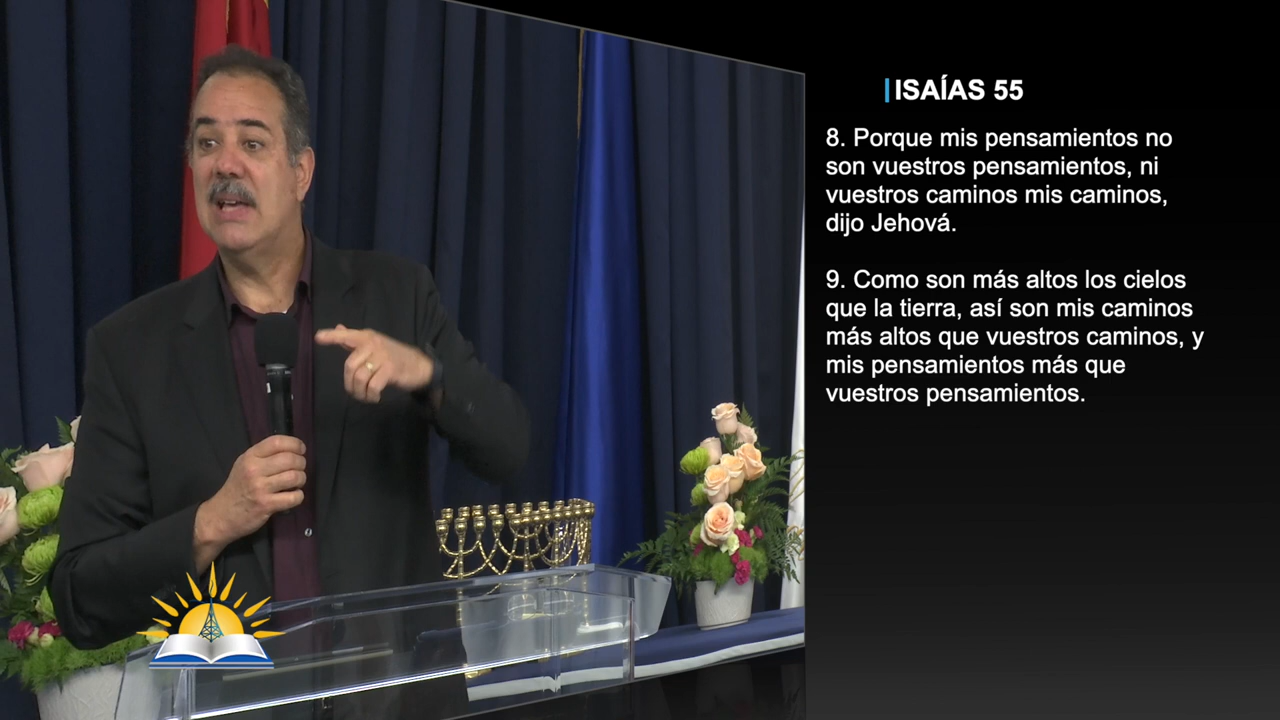 ISAÍAS 55
8. Porque mis pensamientos no
son vuestros pensamientos, ni
vuestros caminos mis caminos,
dijo Jehová.
9. Como son más altos los cielos
que la tierra, así son mis caminos
más altos que vuestros caminos, y
mis pensamientos más que
vuestros pensamientos.